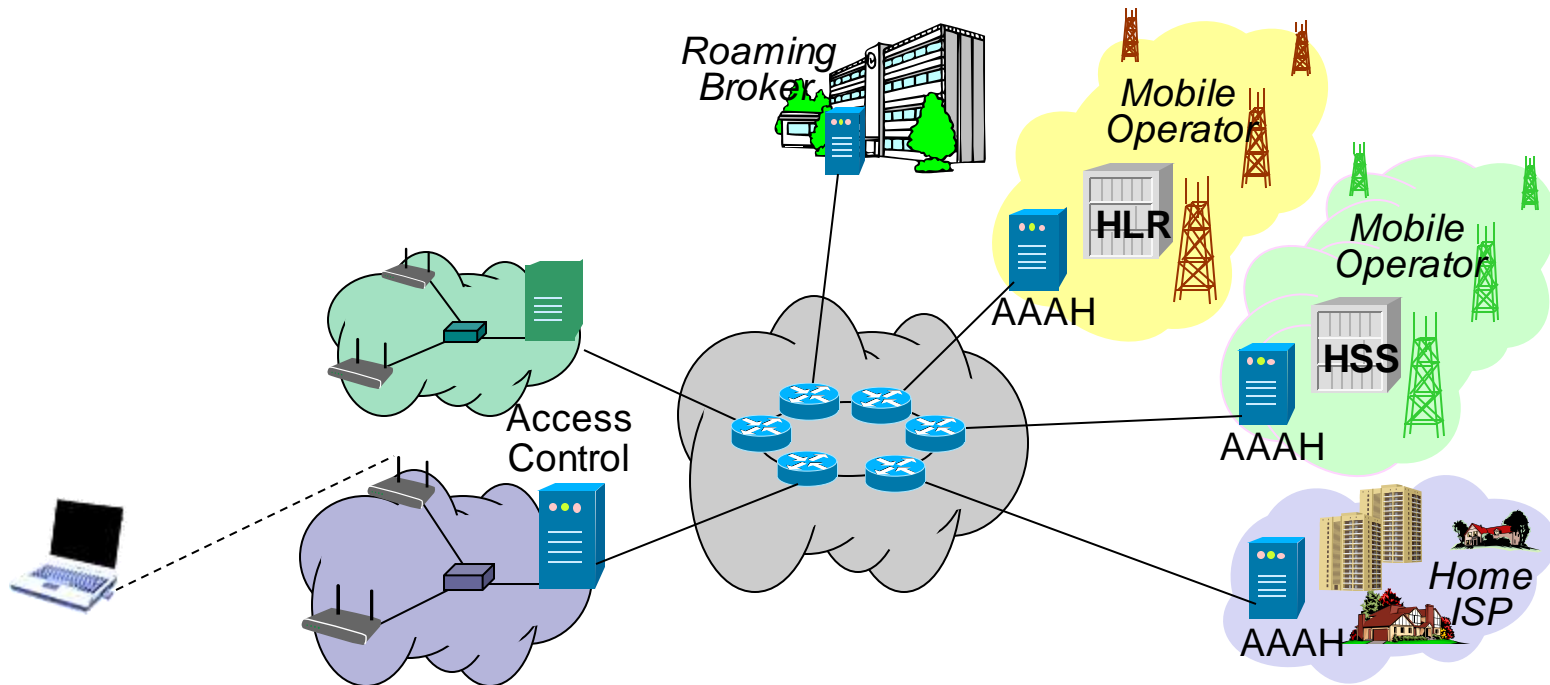 Roaming
Broker
Mobile
Operator
HLR
AAAH
Mobile
Operator
HSS
AAAH
Access
Control
Home
ISP
AAAH